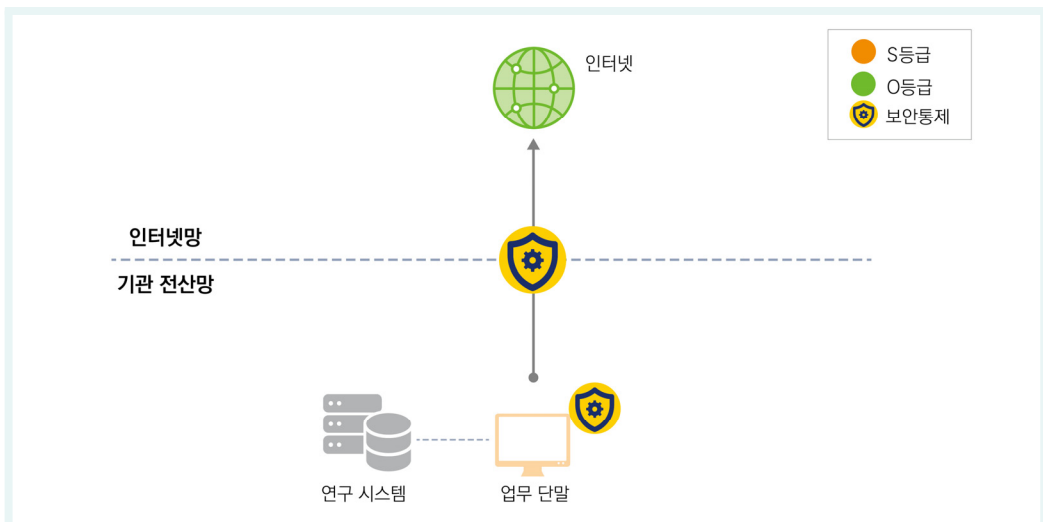 인터넷
S등급
O등급
보안통제
인터넷망
기관 전산망
연구 시스템
업무 단말